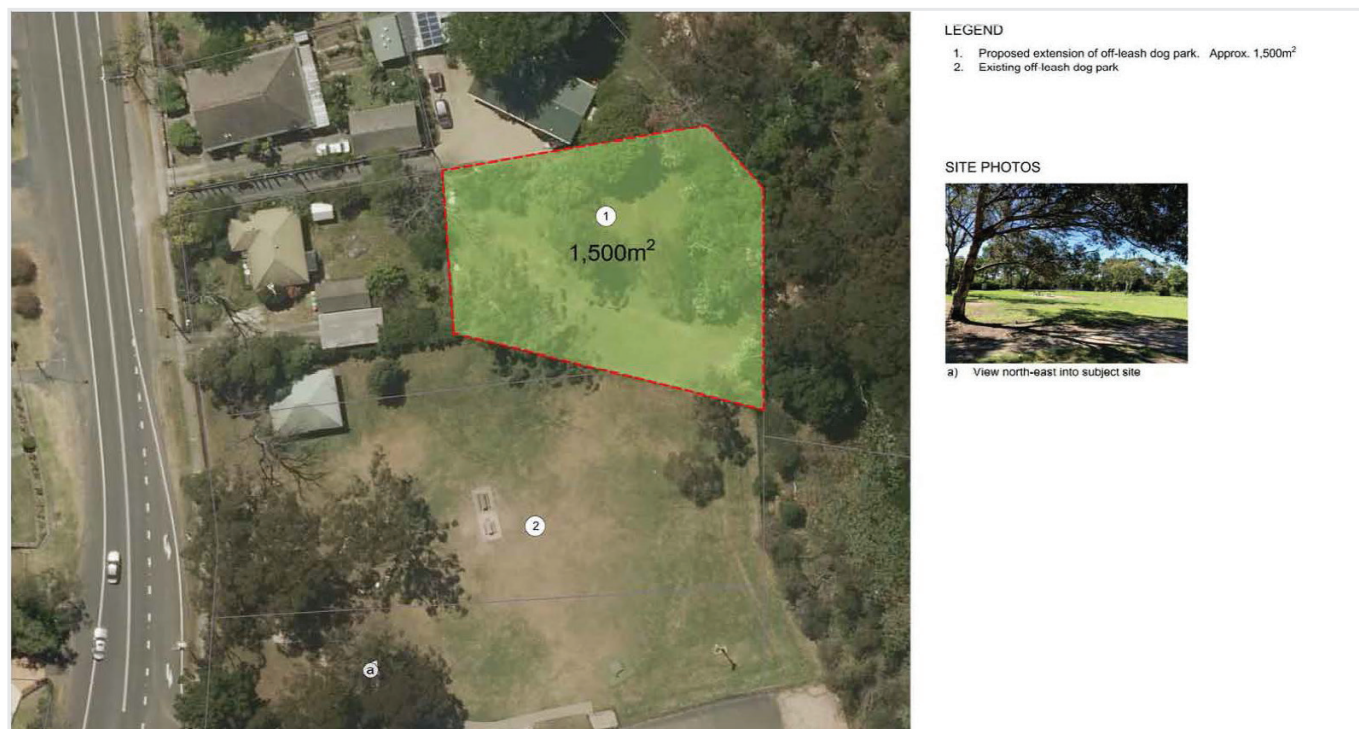 LEGEND
1. Proposed extension of off-leash dog park. Approx. 1,500m²
2. Existing off-leash dog park
SITE PHOTOS
a) View north-east into subject site
1
1,500m²
2
a